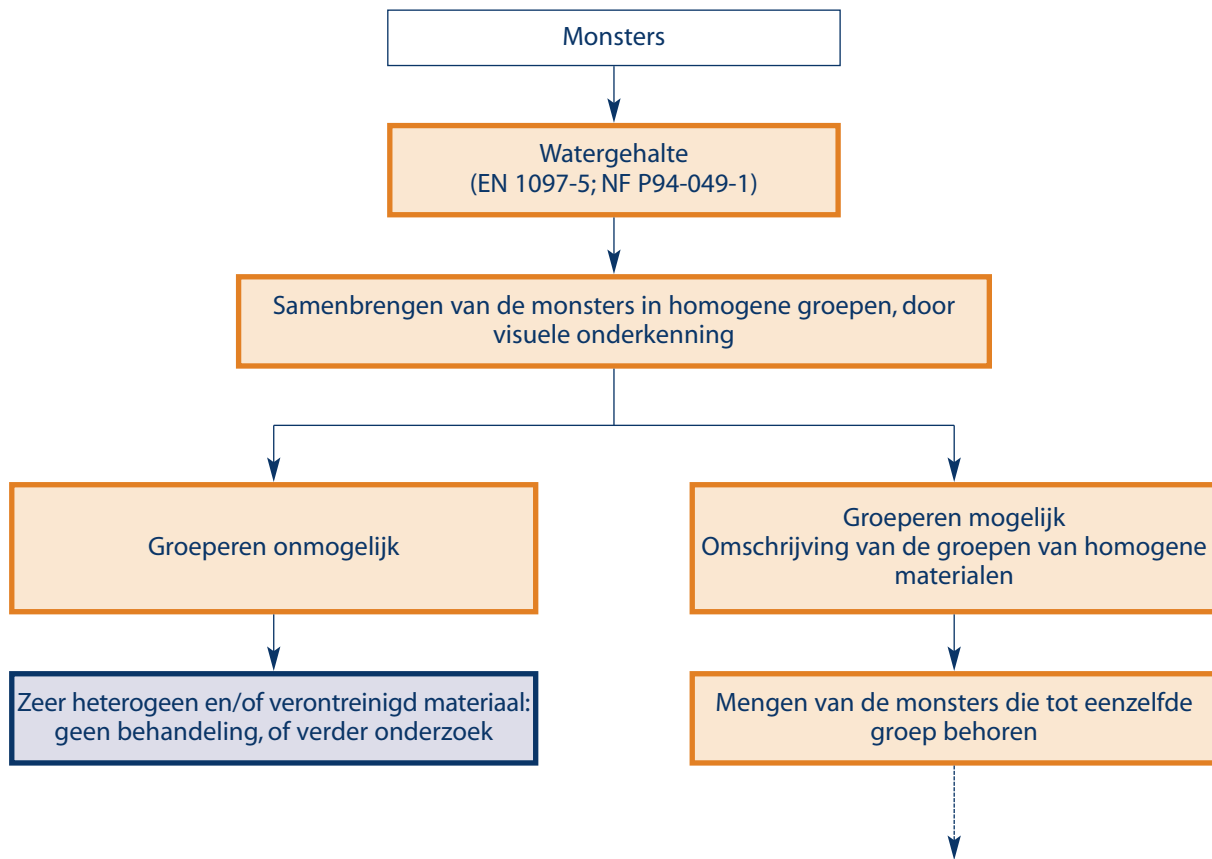 Monsters
Watergehalte
(EN 1097-5; NF P94-049-1)
Samenbrengen van de monsters in homogene groepen, door
visuele onderkenning
Groeperen onmogelijk
Groeperen mogelijk
Omschrijving van de groepen van homogene
materialen
Zeer heterogeen en/of verontreinigd materiaal:
geen behandeling, of verder onderzoek
Mengen van de monsters die tot eenzelfde
groep behoren